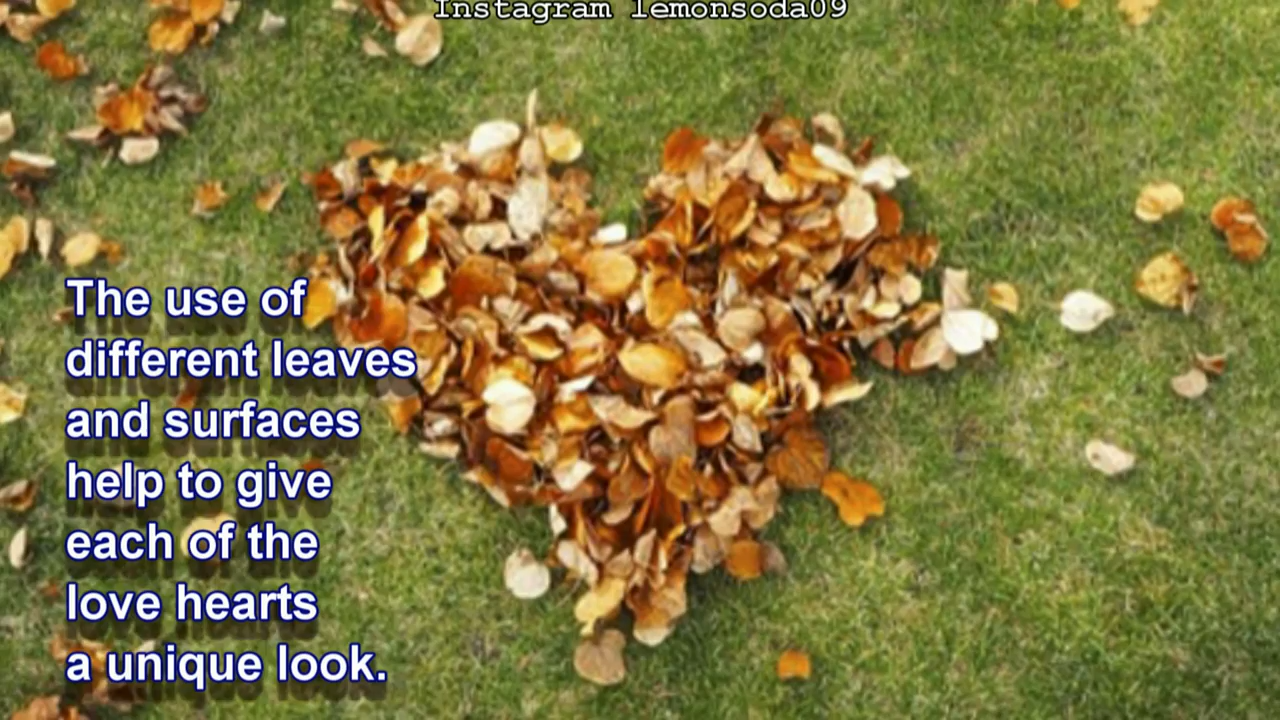 Instagram lemonsoda09
The use of
different leaves
and surfaces
help to give
each of the
love hearts
a unique look.